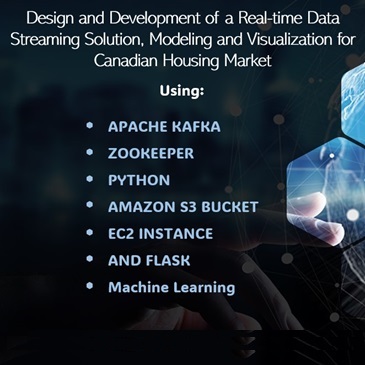 Design and Development of a Real-time Data
Streaming Solution, Modeling and Visualization for
Canadian Housing Market
Using:
• APACHE KAFKA
• ZOOKEEPER
• PYTHON
• AMAZON S3 BUCKET
• EC2 INSTANCE
• AND FLASK
• Machine Learning